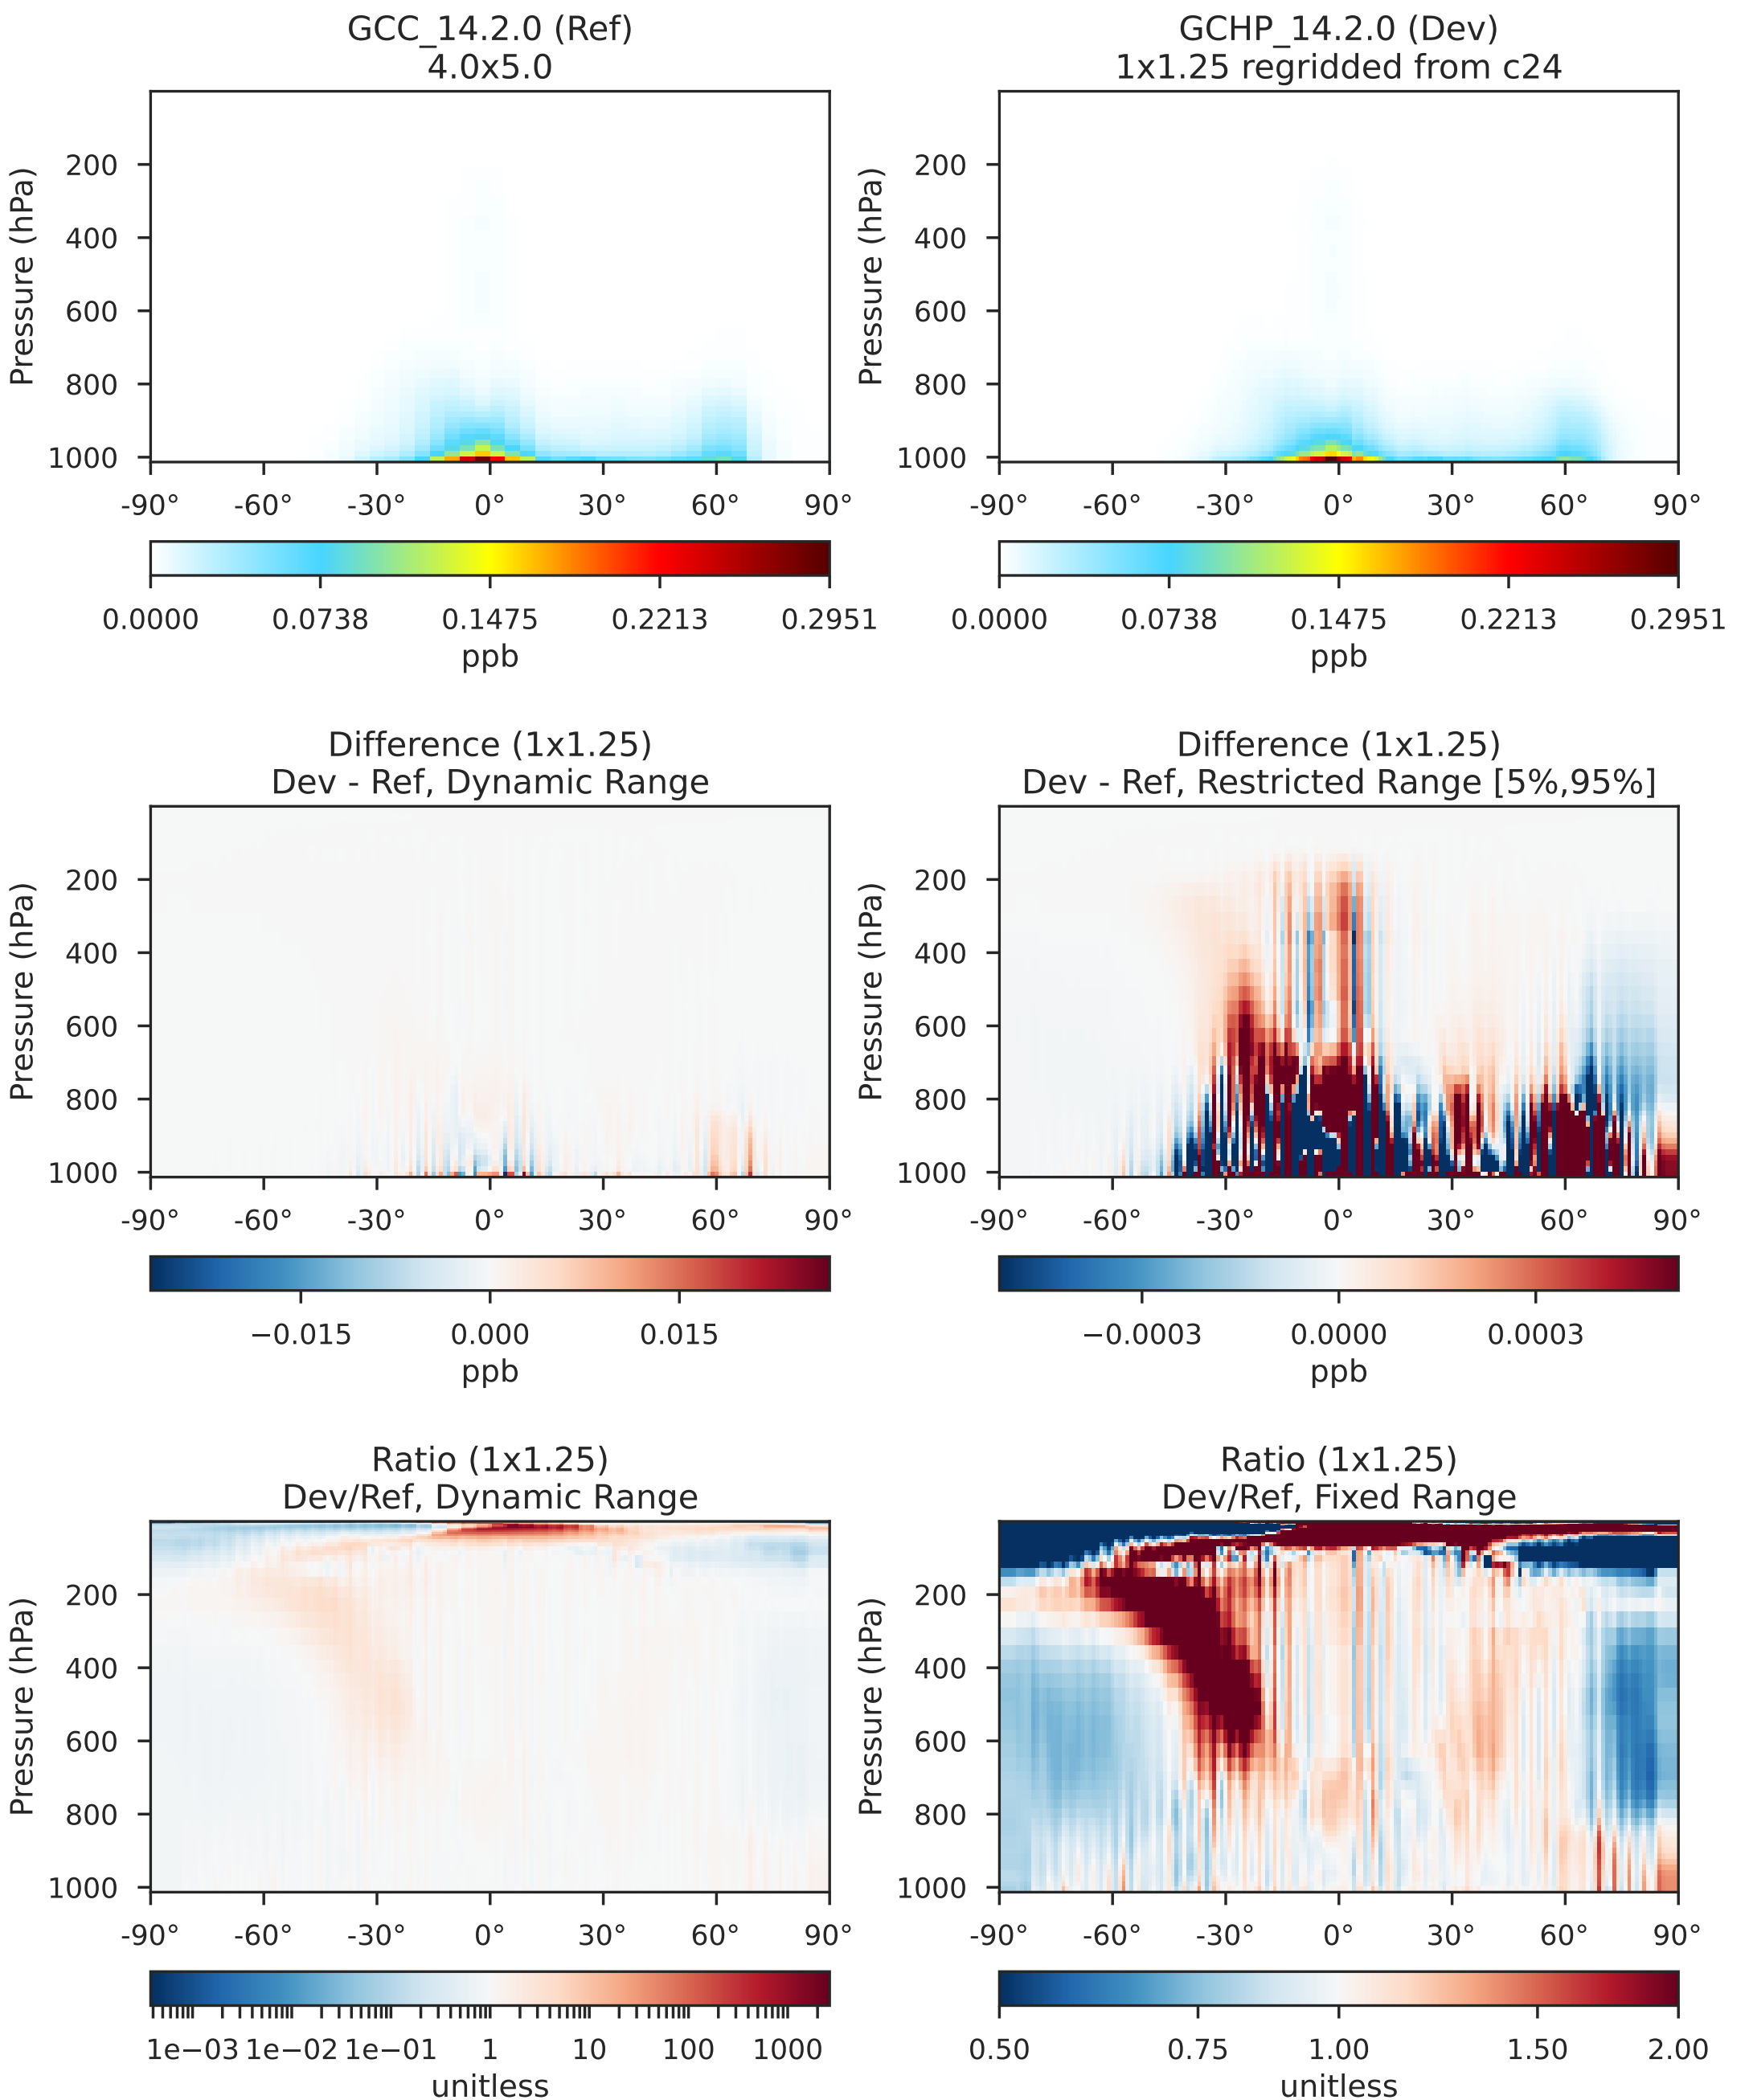 GCC_14.2.0 (Ref)
4.0x5.0
Pressure (hPa)
200
400
600
800
1000
-90° -60° -30° 0° 30° 60° 90°
0.0000 0.0738 0.1475 0.2213 0.2951
ppb
GCHP_14.2.0 (Dev)
1x1.25 regridded from c24
Pressure (hPa)
200
400
600
800
1000
-90° -60° -30° 0° 30° 60° 90°
0.0000 0.0738 0.1475 0.2213 0.2951
ppb
Difference (1x1.25)
Dev - Ref, Dynamic Range
Pressure (hPa)
200
400
600
800
1000
-90° -60° -30° 0° 30° 60° 90°
−0.015 0.000 0.015
ppb
Difference (1x1.25)
Dev - Ref, Restricted Range [5%,95%]
Pressure (hPa)
200
400
600
800
1000
-90° -60° -30° 0° 30° 60° 90°
−0.0003 0.0000 0.0003
ppb
Ratio (1x1.25)
Dev/Ref, Dynamic Range
Pressure (hPa)
200
400
600
800
1000
-90° -60° -30° 0° 30° 60° 90°
1e−03 1e−02 1e−01 1 10 100 1000
unitless
Ratio (1x1.25)
Dev/Ref, Fixed Range
Pressure (hPa)
200
400
600
800
1000
-90° -60° -30° 0° 30° 60° 90°
0.50 0.75 1.00 1.50 2.00
unitless